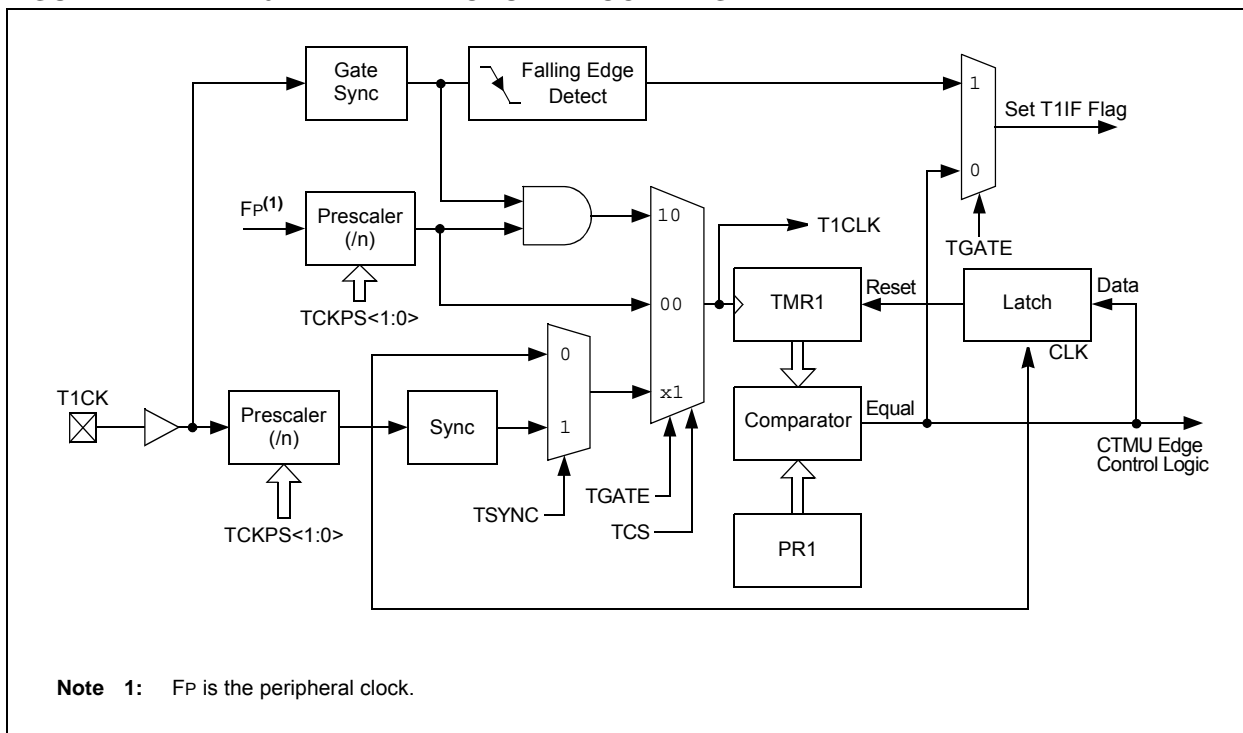 Gate
Sync
Falling Edge
Detect
1
Set T1IF Flag
0
TGATE
FP(1)
Prescaler
(/n)
TCKPS<1:0>
10
00
x1
T1CLK
TMR1
Reset
Latch
Data
CLK
T1CK
Prescaler
(/n)
TCKPS<1:0>
Sync
0
1
TSYNC
TGATE
TCS
Comparator
Equal
CTMU Edge
Control Logic
PR1
Note 1: FP is the peripheral clock.